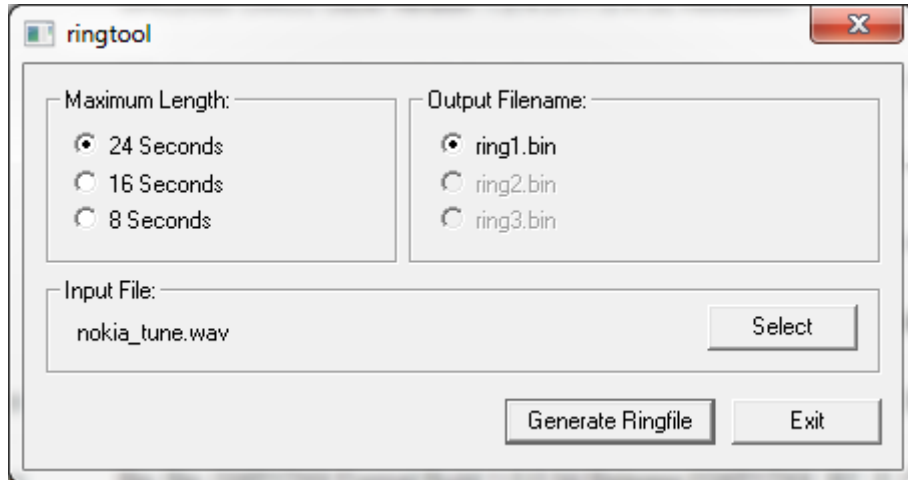 ringtool
Maximum Length:
24 Seconds
16 Seconds
8 Seconds
Output Filename:
ring1.bin
ring2.bin
ring3.bin
Input File:
nokia_tune.wav
Select
Generate Ringfile
Exit